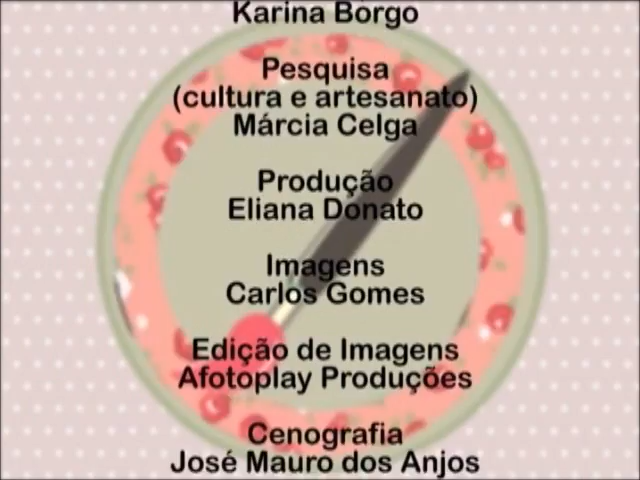 Karina Borgo
Pesquisa
(cultura e artesanato)
Márcia Celga
Produção
Eliana Donato
Imagens
Carlos Gomes
Edição de Imagens
Afotoplay Produções
Cenografia
José Mauro dos Anjos